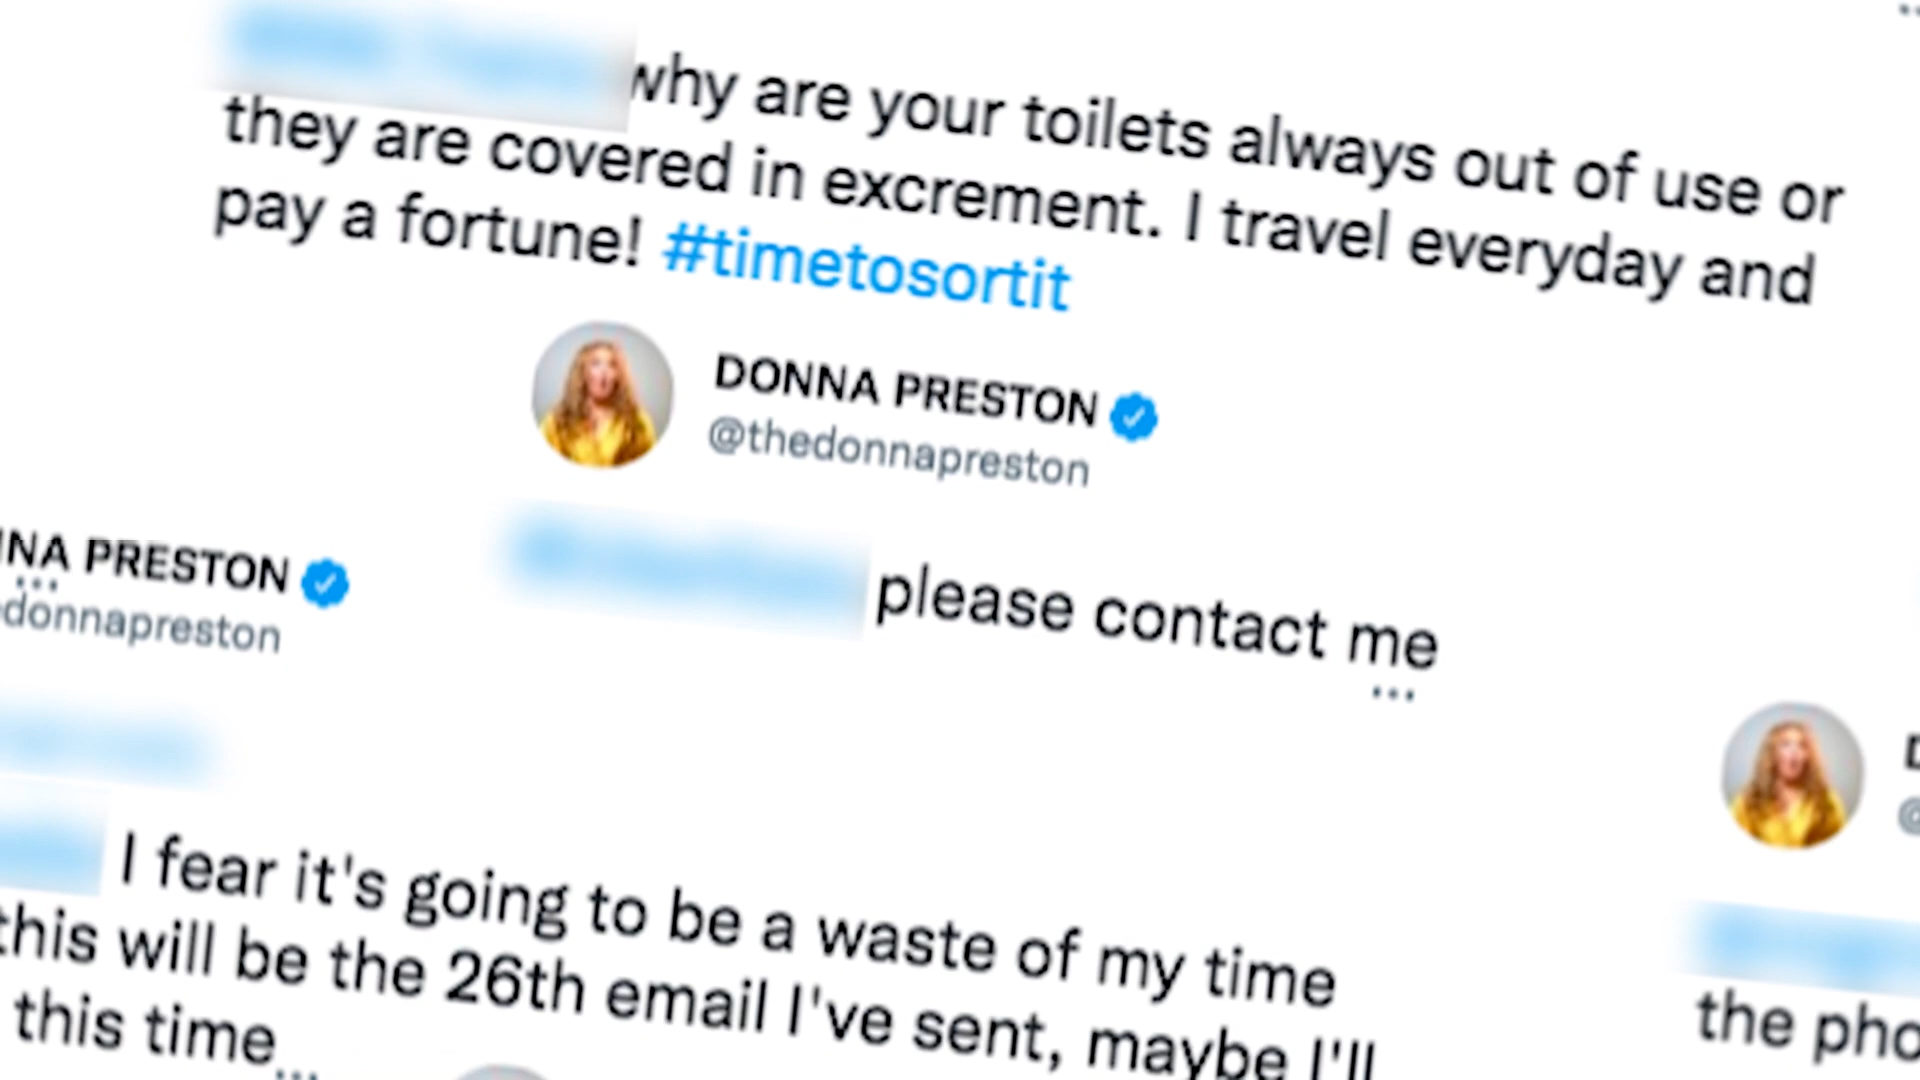 why are your toilets always out of use or
they are covered in excrement. I travel everyday and
pay a fortune! #timetosortit
DONNA PRESTON
@thedonnapreston
please contact me
...
NNA PRESTON
...
donnapreston
I fear it's going to be a waste of my time
this will be the 26th email I've sent, maybe I'll
this time...
the pho